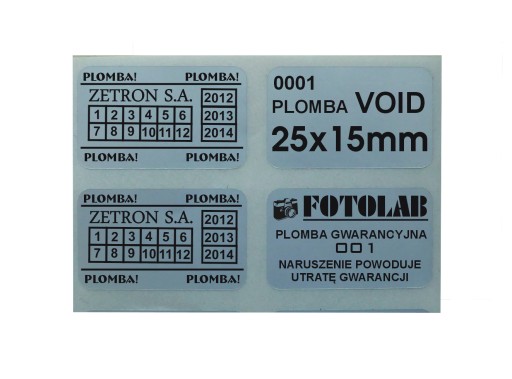 PLOMBA! PLOMBA!
ZETRON S.A. 2012
1 2 3 4 5 6 2013
7 8 9 10 11 12 2014
PLOMBA! PLOMBA!
0001
PLOMBA VOID
25x15mm
PLOMBA! PLOMBA!
ZETRON S.A. 2012
1 2 3 4 5 6 2013
7 8 9 10 11 12 2014
PLOMBA! PLOMBA!
FOTOLAB
PLOMBA GWARANCYJNA
001
NARUSZENIE POWODUJE
UTRATĘ GWARANCJI